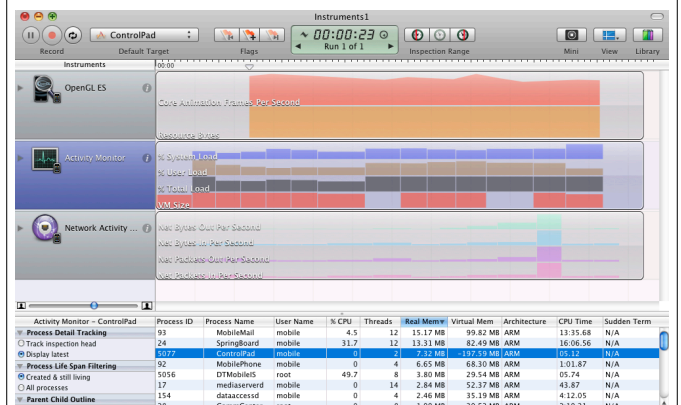 Instruments1
ControlPad
00:00:23
Run 1 of 1
Record
Default Target
Flags
Inspection Range
Mini
View
Library
Instruments
00:00
OpenGL ES
Core Animation Frames Per Second
Resource Bytes
Activity Monitor
% System Load
% User Load
% Total Load
VM Size
Network Activity ...
Net Bytes Out Per Second
Net Bytes In Per Second
Net Packets Out Per Second
Net Packets In Per Second
Activity Monitor – ControlPad
Process Detail Tracking
Track inspection head
Display latest
Process Life Span Filtering
Created & still living
All processes
Parent Child Outline
Process ID Process Name User Name % CPU Threads Real Mem Virtual Mem Architecture CPU Time Sudden Term
93 MobileMail mobile 4.5 12 15.17 MB 99.82 MB ARM 13:35.68 N/A
24 SpringBoard mobile 31.7 12 13.31 MB 82.49 MB ARM 16:06.56 N/A
5077 ControlPad mobile 0 2 7.32 MB -197.59 MB ARM 05.12 N/A
92 MobilePhone mobile 0 4 6.65 MB 68.30 MB ARM 1:01.87 N/A
5056 DTMobileIS root 49.7 8 3.80 MB 29.54 MB ARM 05.74 N/A
17 mediaserverd mobile 0 14 2.84 MB 52.37 MB ARM 43.87 N/A
154 dataaccessd mobile 0 4 2.46 MB 35.19 MB ARM 4:12.05 N/A